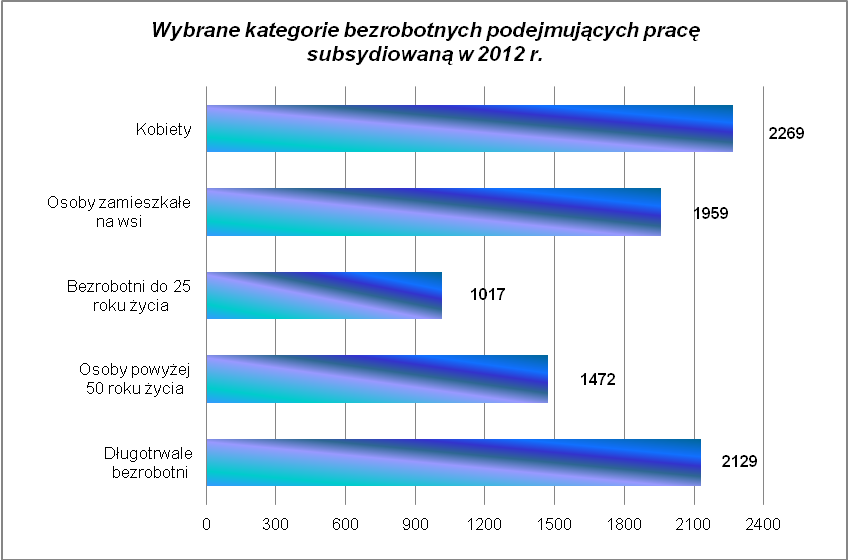 Wybrane kategorie bezrobotnych podejmujących pracę
subsydiowaną w 2012 r.
Kobiety
2269
Osoby zamieszkałe
na wsi
1959
Bezrobotni do 25
roku życia
1017
Osoby powyżej
50 roku życia
1472
Długotrwale
bezrobotni
2129
0 300 600 900 1200 1500 1800 2100 2400